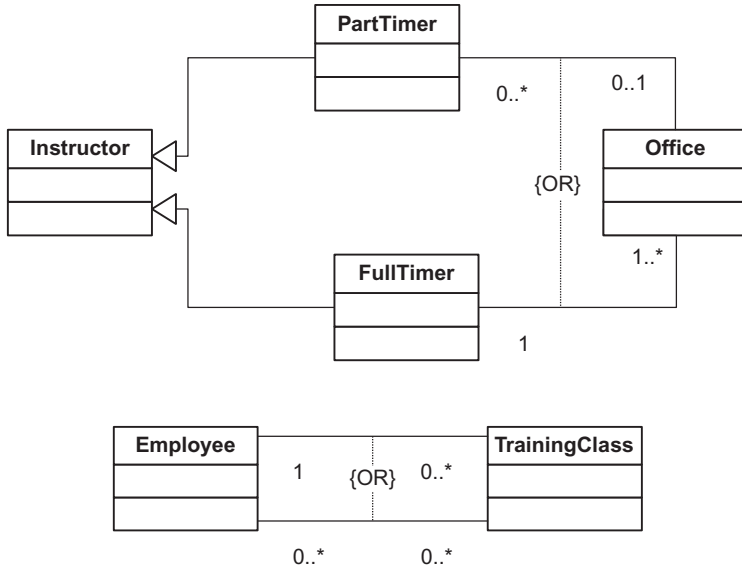 PartTimer
0..*
0..1
Instructor
Office
{OR}
1..*
FullTimer
1
Employee
TrainingClass
1
{OR}
0..*
0..*
0..*